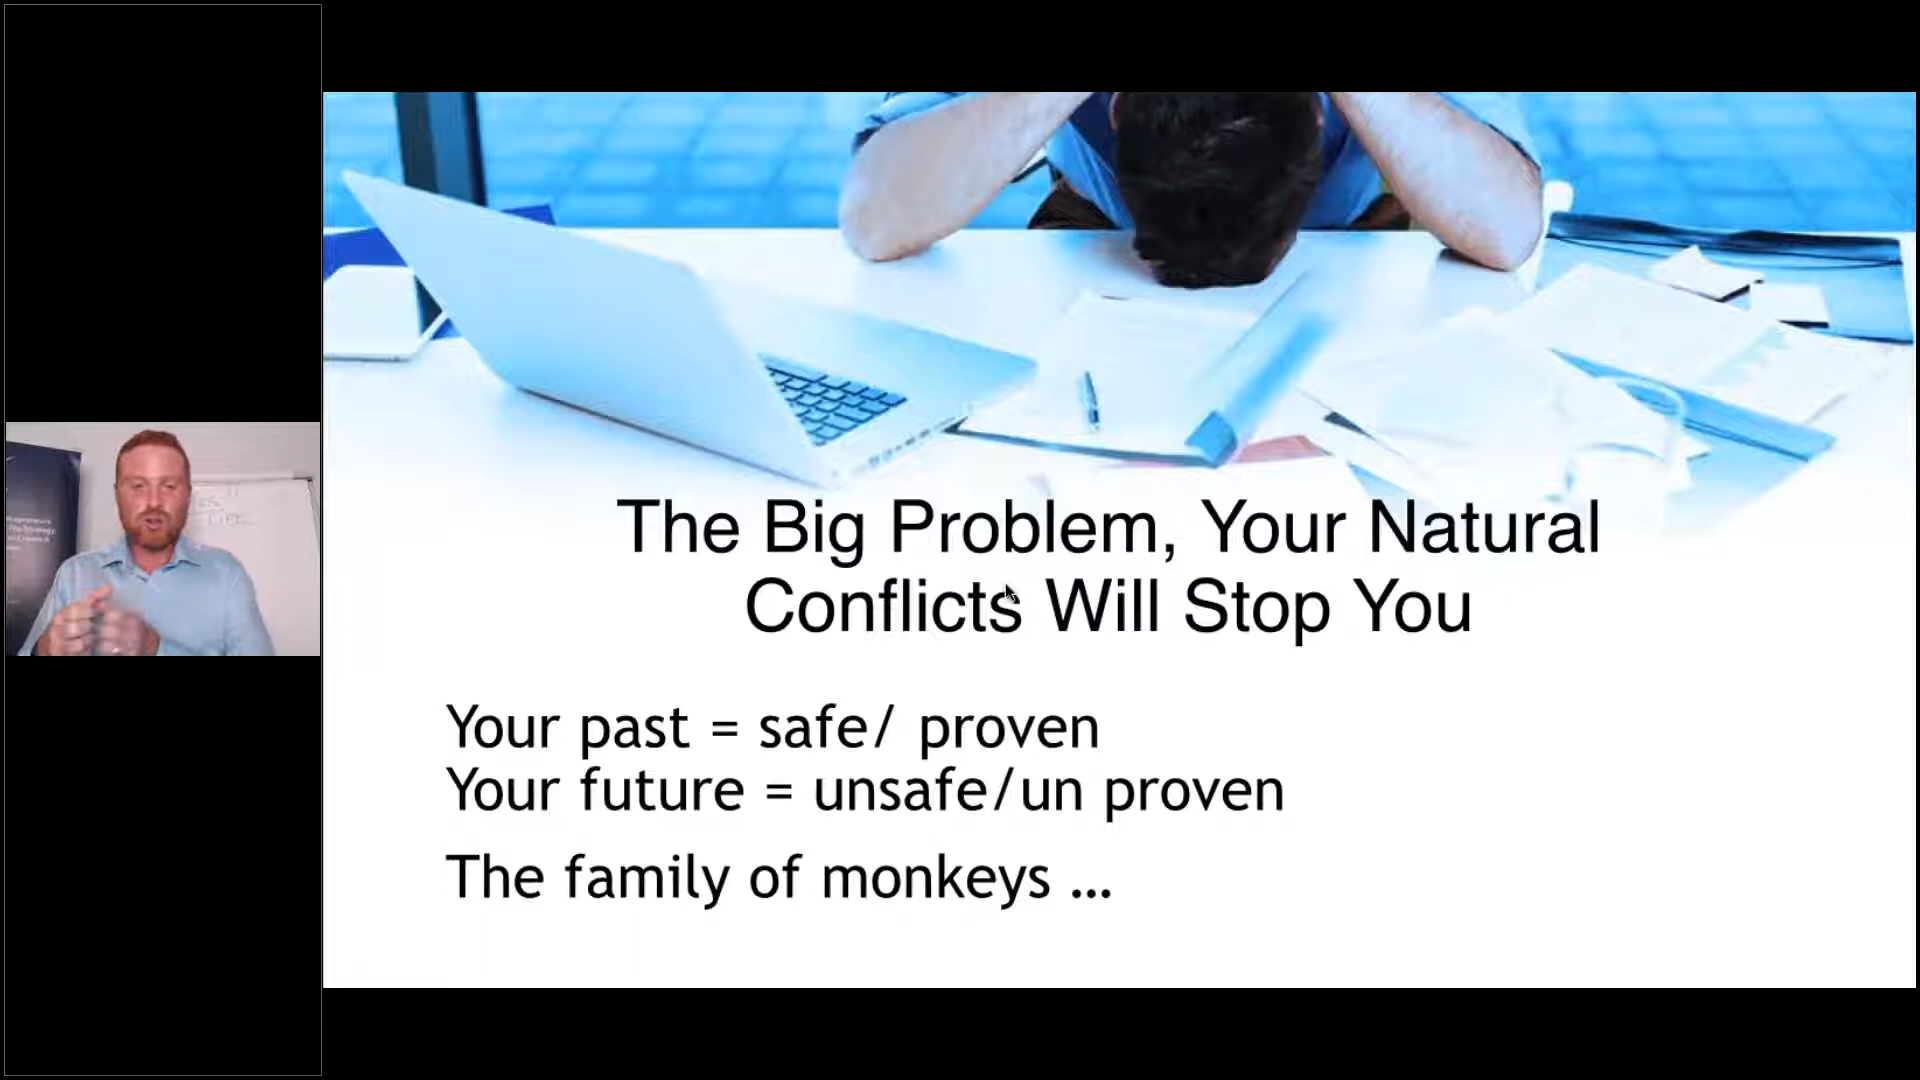 The Big Problem, Your Natural
Conflicts Will Stop You
Your past = safe/ proven
Your future = unsafe/un proven
The family of monkeys ...
LIFE